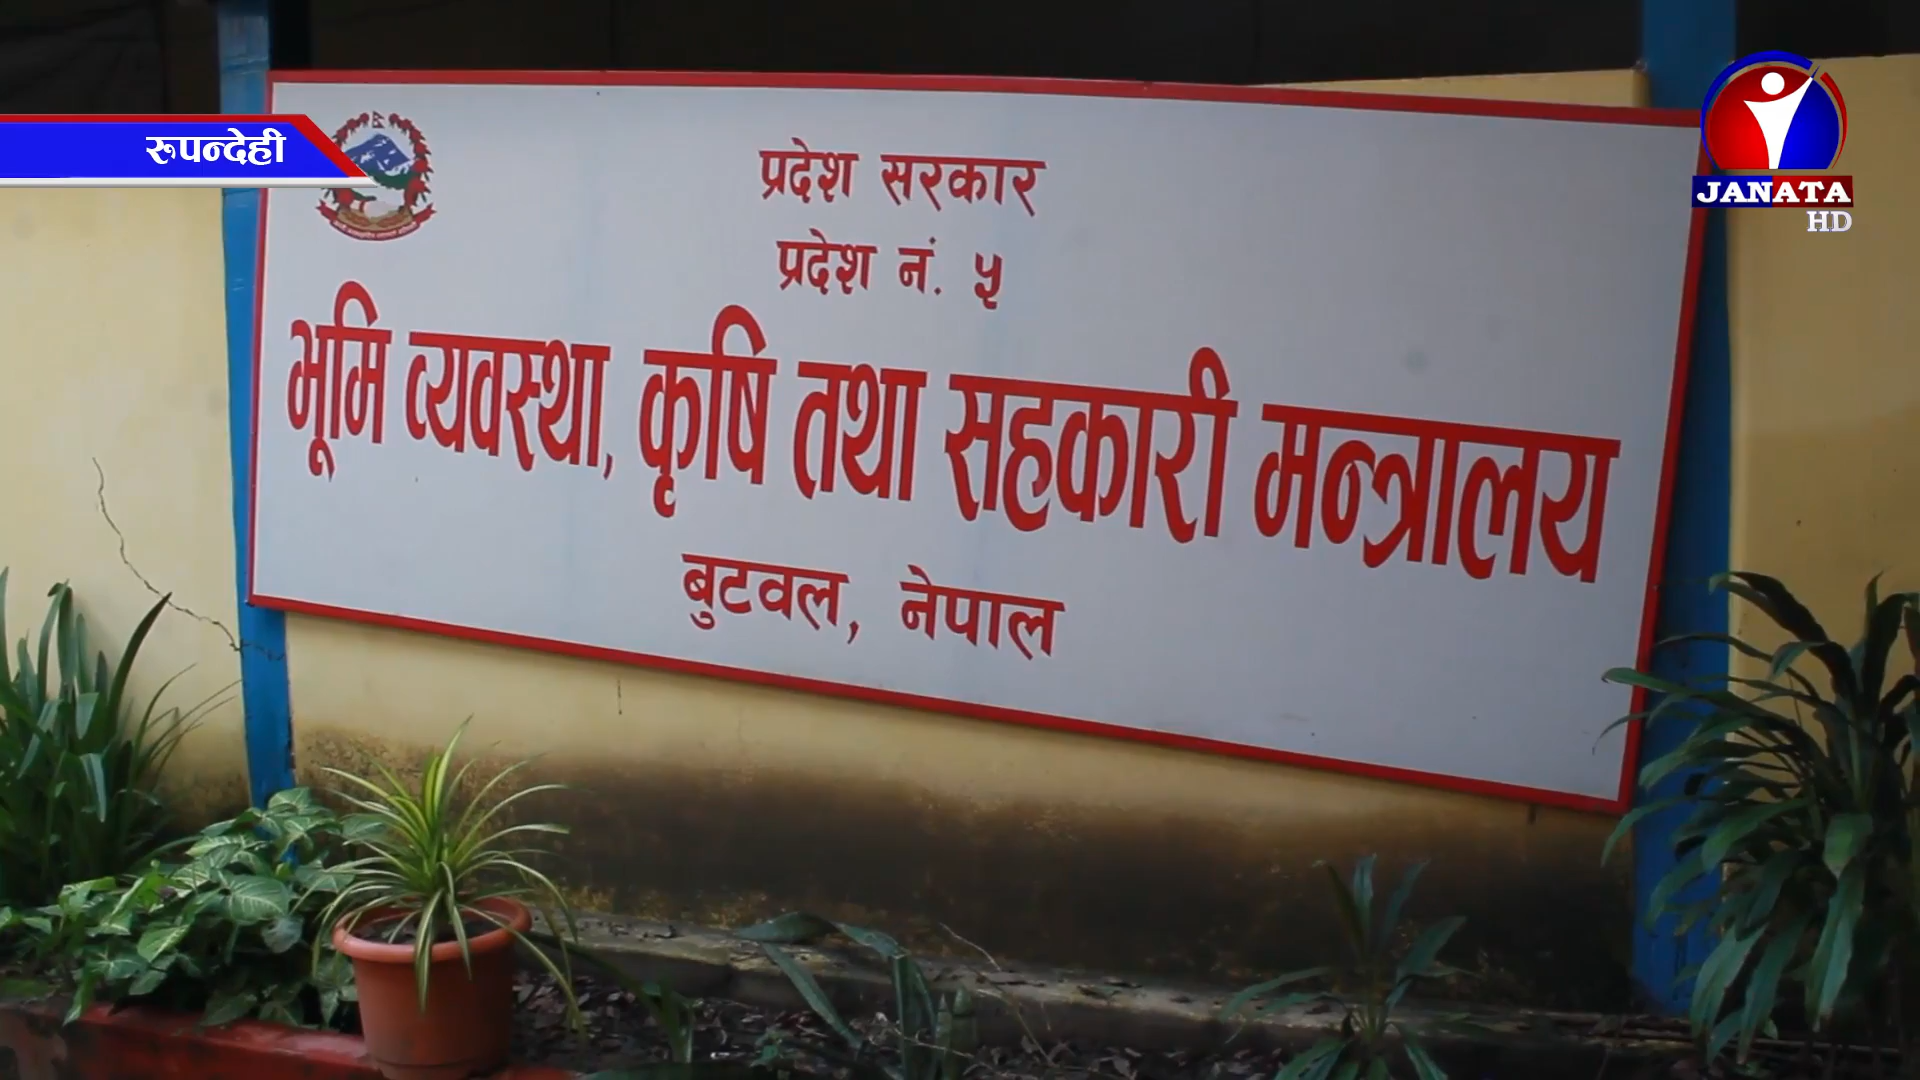 रुपन्देही
JANATA
HD
प्रदेश सरकार
प्रदेश नं. ५
भूमि व्यवस्था, कृषि तथा सहकारी मन्त्रालय
बुटवल, नेपाल